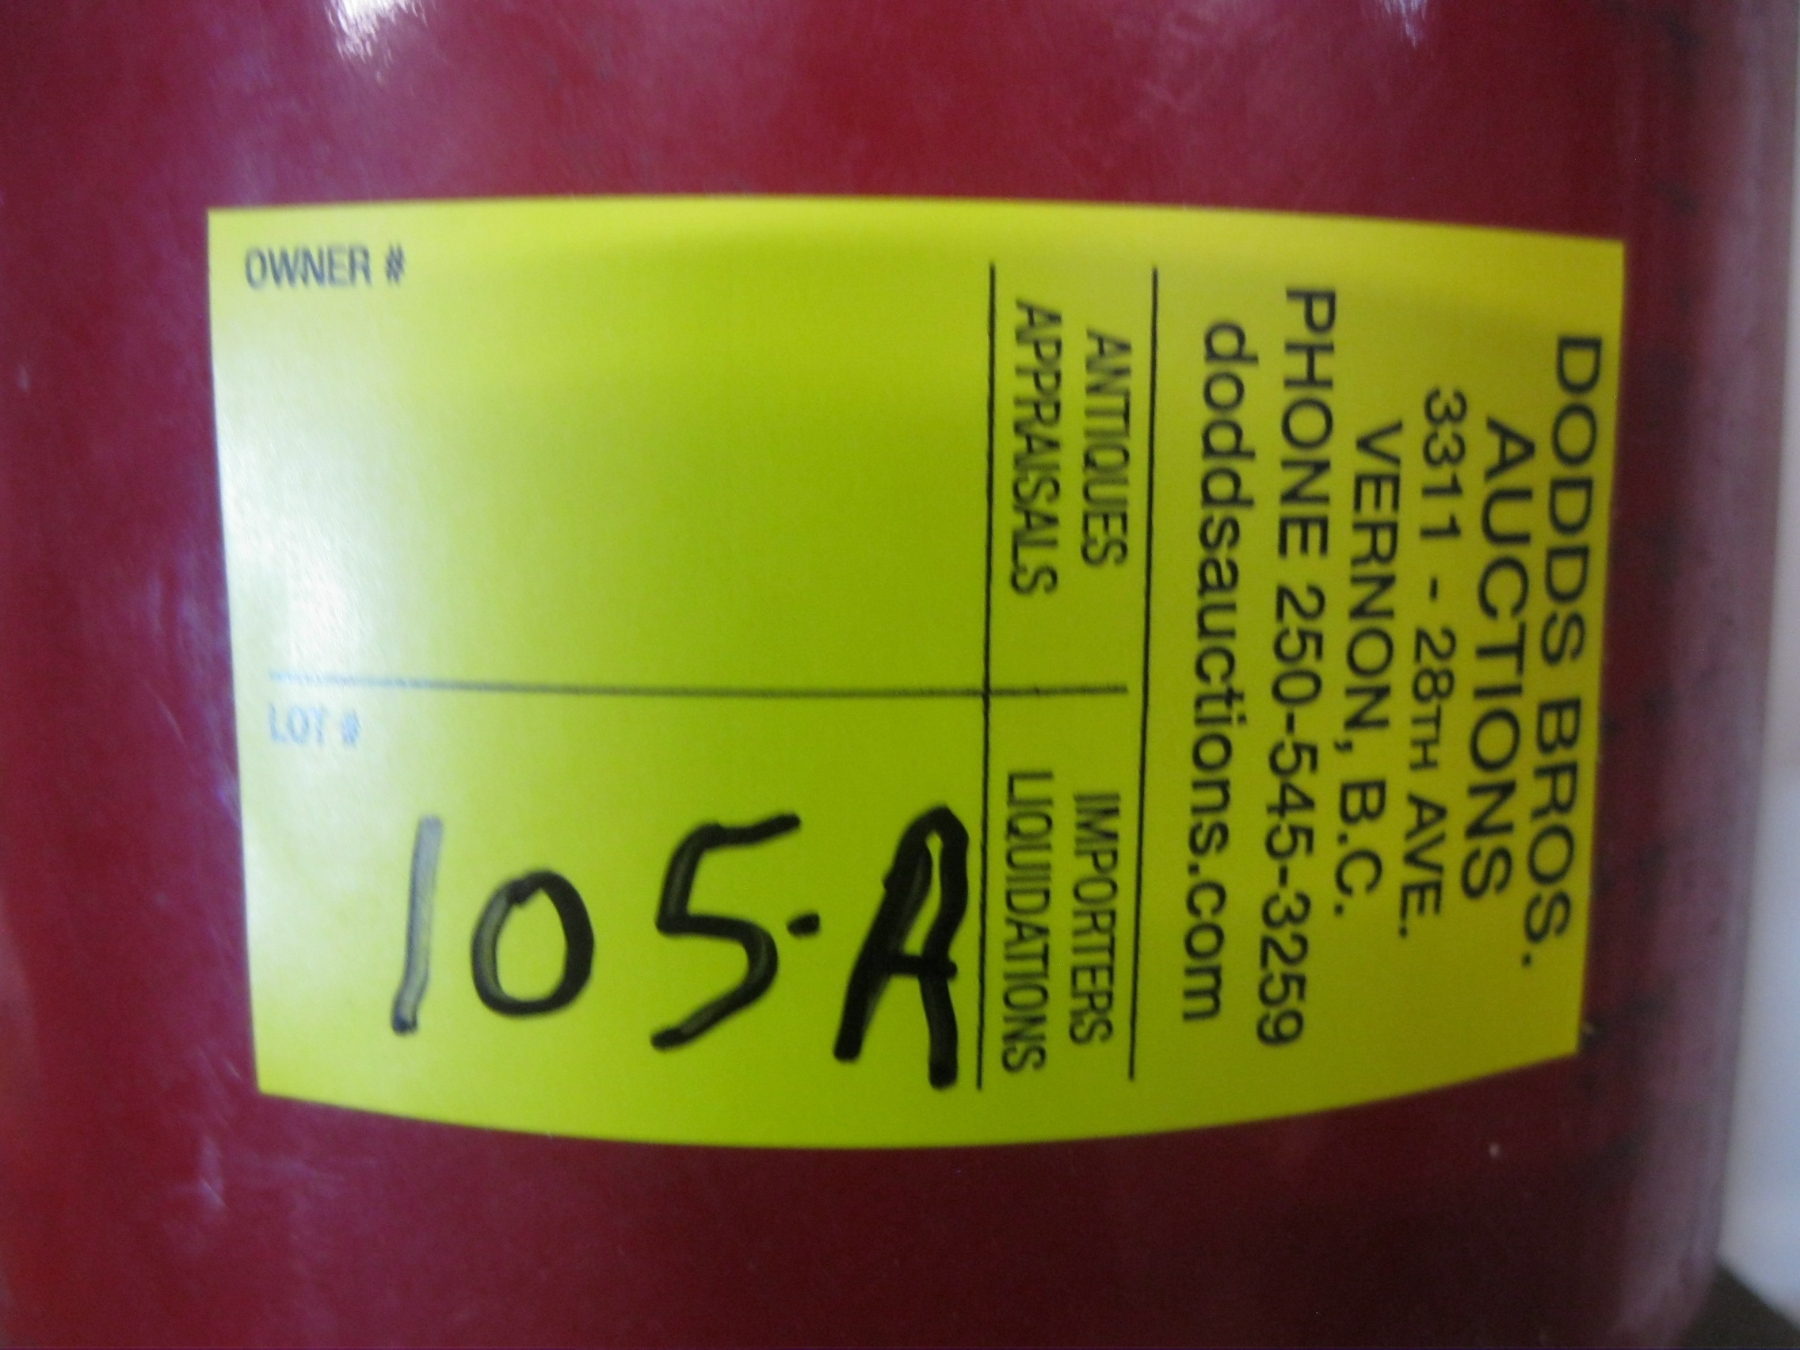 DODDS BROS.
AUCTIONS
3311 - 28TH AVE.
VERNON, B.C.
PHONE 250-545-3259
doddsauctions.com
ANTIQUES
APPRAISALS
IMPORTERS
LIQUIDATIONS
OWNER #
LOT #
105-A